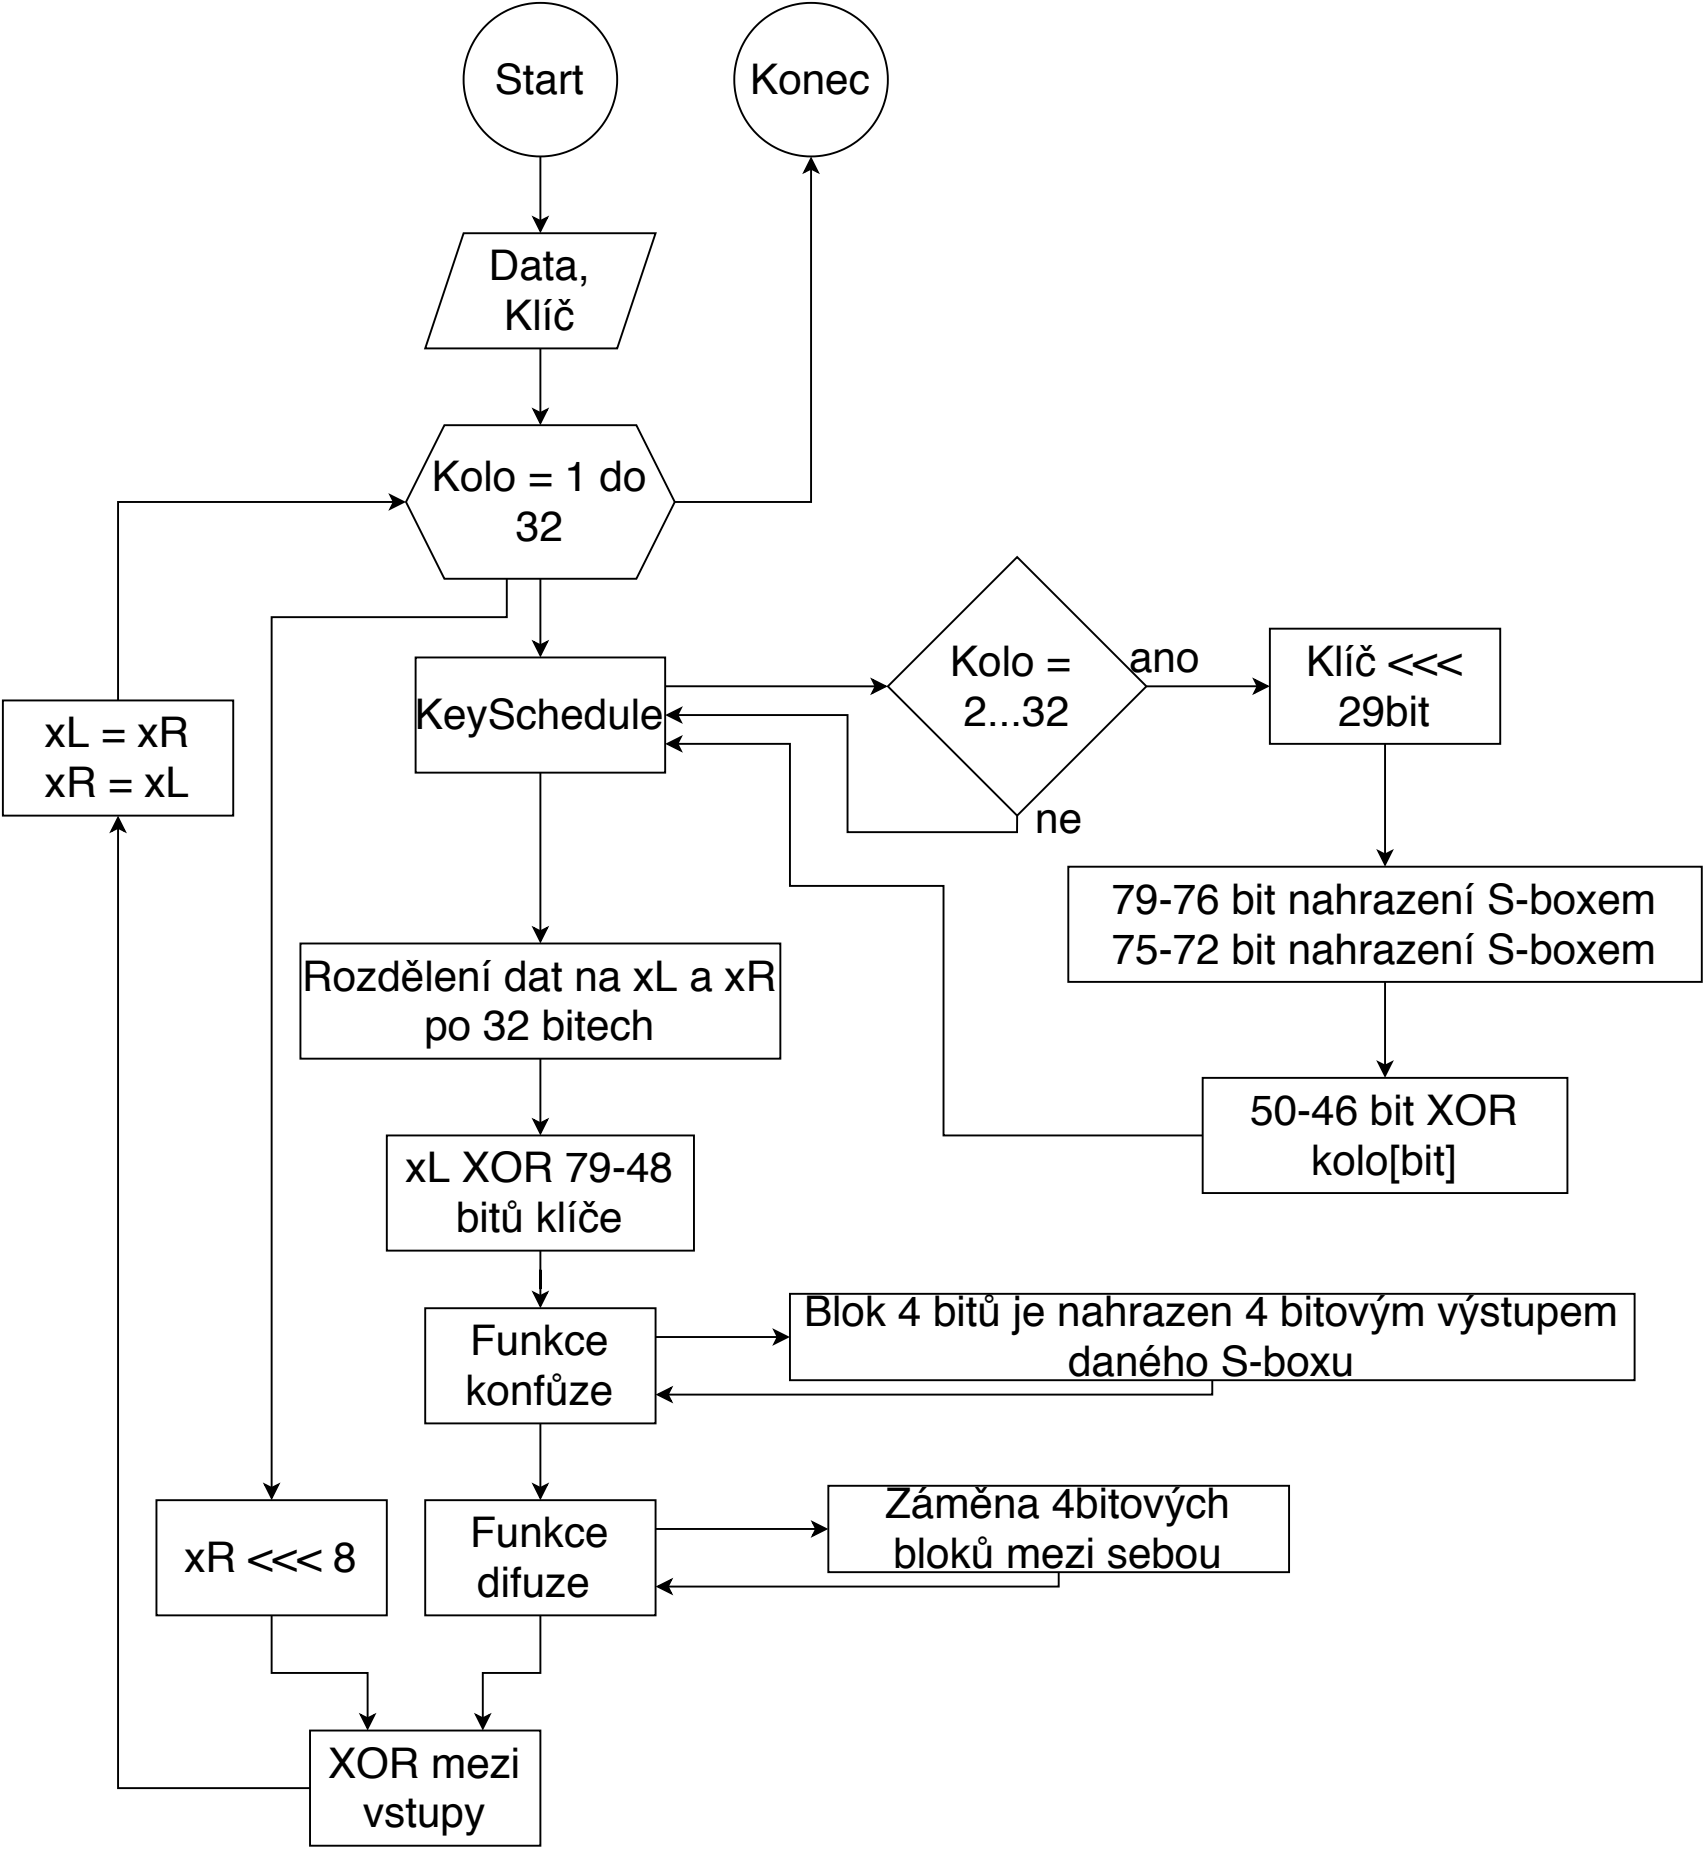 Start
Konec
Data,
Klíč
Kolo = 1 do
32
Kolo =
2...32
ano
ne
Klíč <<<
29bit
KeySchedule
xL = xR
xR = xL
79-76 bit nahrazení S-boxem
75-72 bit nahrazení S-boxem
Rozdělení dat na xL a xR
po 32 bitech
50-46 bit XOR
kolo[bit]
xL XOR 79-48
bitů klíče
Funkce
konfůze
Blok 4 bitů je nahrazen 4 bitovým výstupem
daného S-boxu
Funkce
difuze
Záměna 4bitových
bloků mezi sebou
xR <<< 8
XOR mezi
vstupy